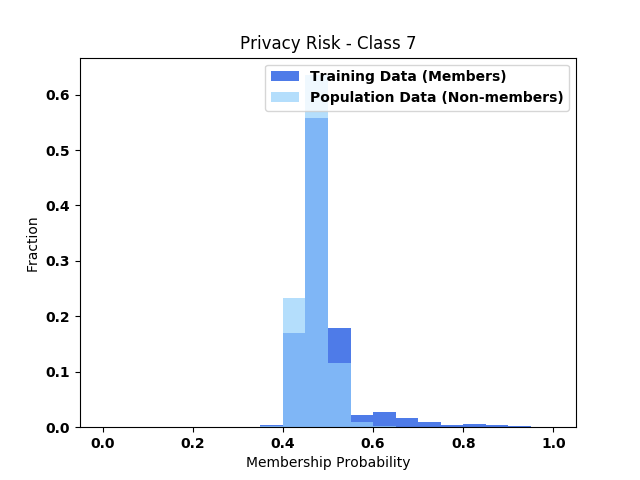 Privacy Risk - Class 7
Training Data (Members)
Population Data (Non-members)
Fraction
0.6
0.5
0.4
0.3
0.2
0.1
0.0
0.0 0.2 0.4 0.6 0.8 1.0
Membership Probability